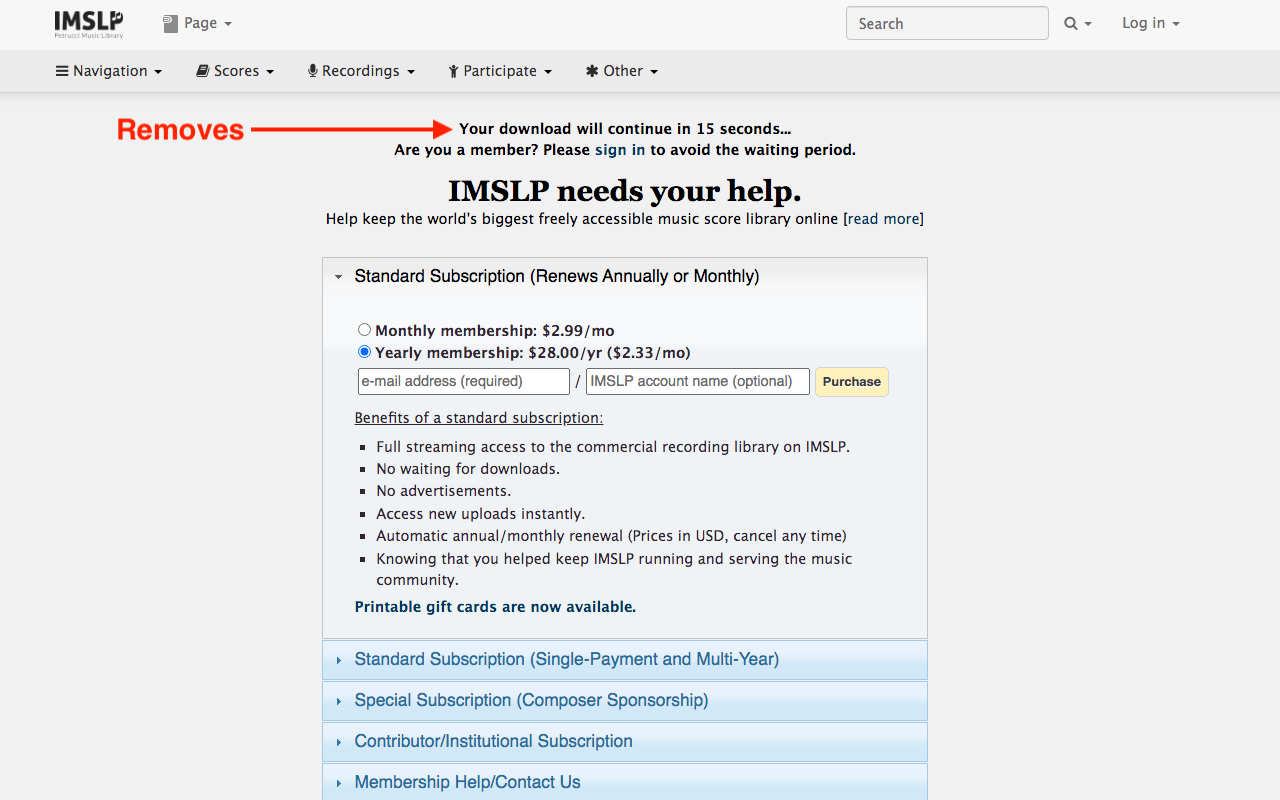 IMSLP
Petrucci Music Library
Page
Search
Log in
Navigation
Scores
Recordings
Participate
Other
Removes
Your download will continue in 15 seconds...
Are you a member? Please sign in to avoid the waiting period.
IMSLP needs your help.
Help keep the world's biggest freely accessible music score library online [read more]
Standard Subscription (Renews Annually or Monthly)
Monthly membership: $2.99/mo
Yearly membership: $28.00/yr ($2.33/mo)
e-mail address (required) / IMSLP account name (optional) Purchase
Benefits of a standard subscription:
Full streaming access to the commercial recording library on IMSLP.
No waiting for downloads.
No advertisements.
Access new uploads instantly.
Automatic annual/monthly renewal (Prices in USD, cancel any time)
Knowing that you helped keep IMSLP running and serving the music
community.
Printable gift cards are now available.
Standard Subscription (Single-Payment and Multi-Year)
Special Subscription (Composer Sponsorship)
Contributor/Institutional Subscription
Membership Help/Contact Us